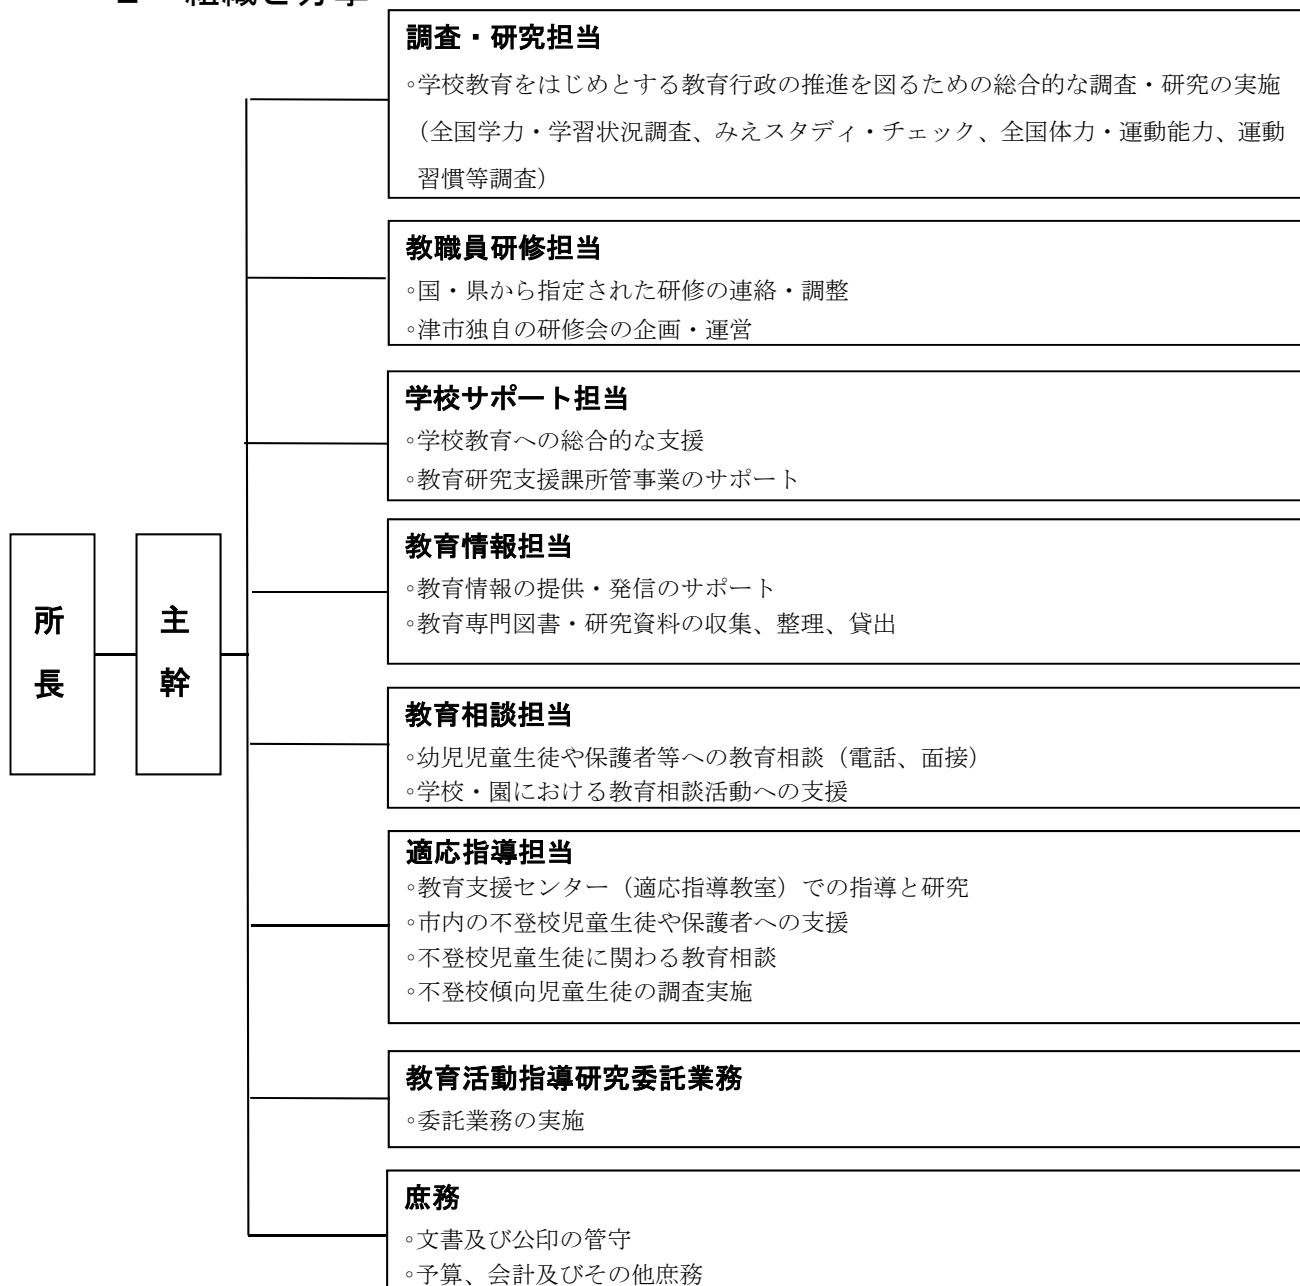 調査・研究担当
◦学校教育をはじめとする教育行政の推進を図るための総合的な調査・研究の実施
（全国学力・学習状況調査、みえスタディ・チェック、全国体力・運動能力、運動
習慣等調査）
教職員研修担当
◦国・県から指定された研修の連絡・調整
◦津市独自の研修会の企画・運営
学校サポート担当
◦学校教育への総合的な支援
◦教育研究支援課所管事業のサポート
所長
主幹
教育情報担当
◦教育情報の提供・発信のサポート
◦教育専門図書・研究資料の収集、整理、貸出
教育相談担当
◦幼児児童生徒や保護者等への教育相談（電話、面接）
◦学校・園における教育相談活動への支援
適応指導担当
◦教育支援センター（適応指導教室）での指導と研究
◦市内の不登校児童生徒や保護者への支援
◦不登校児童生徒に関わる教育相談
◦不登校傾向児童生徒の調査実施
教育活動指導研究委託業務
◦委託業務の実施
庶務
◦文書及び公印の管守
◦予算、会計及びその他庶務